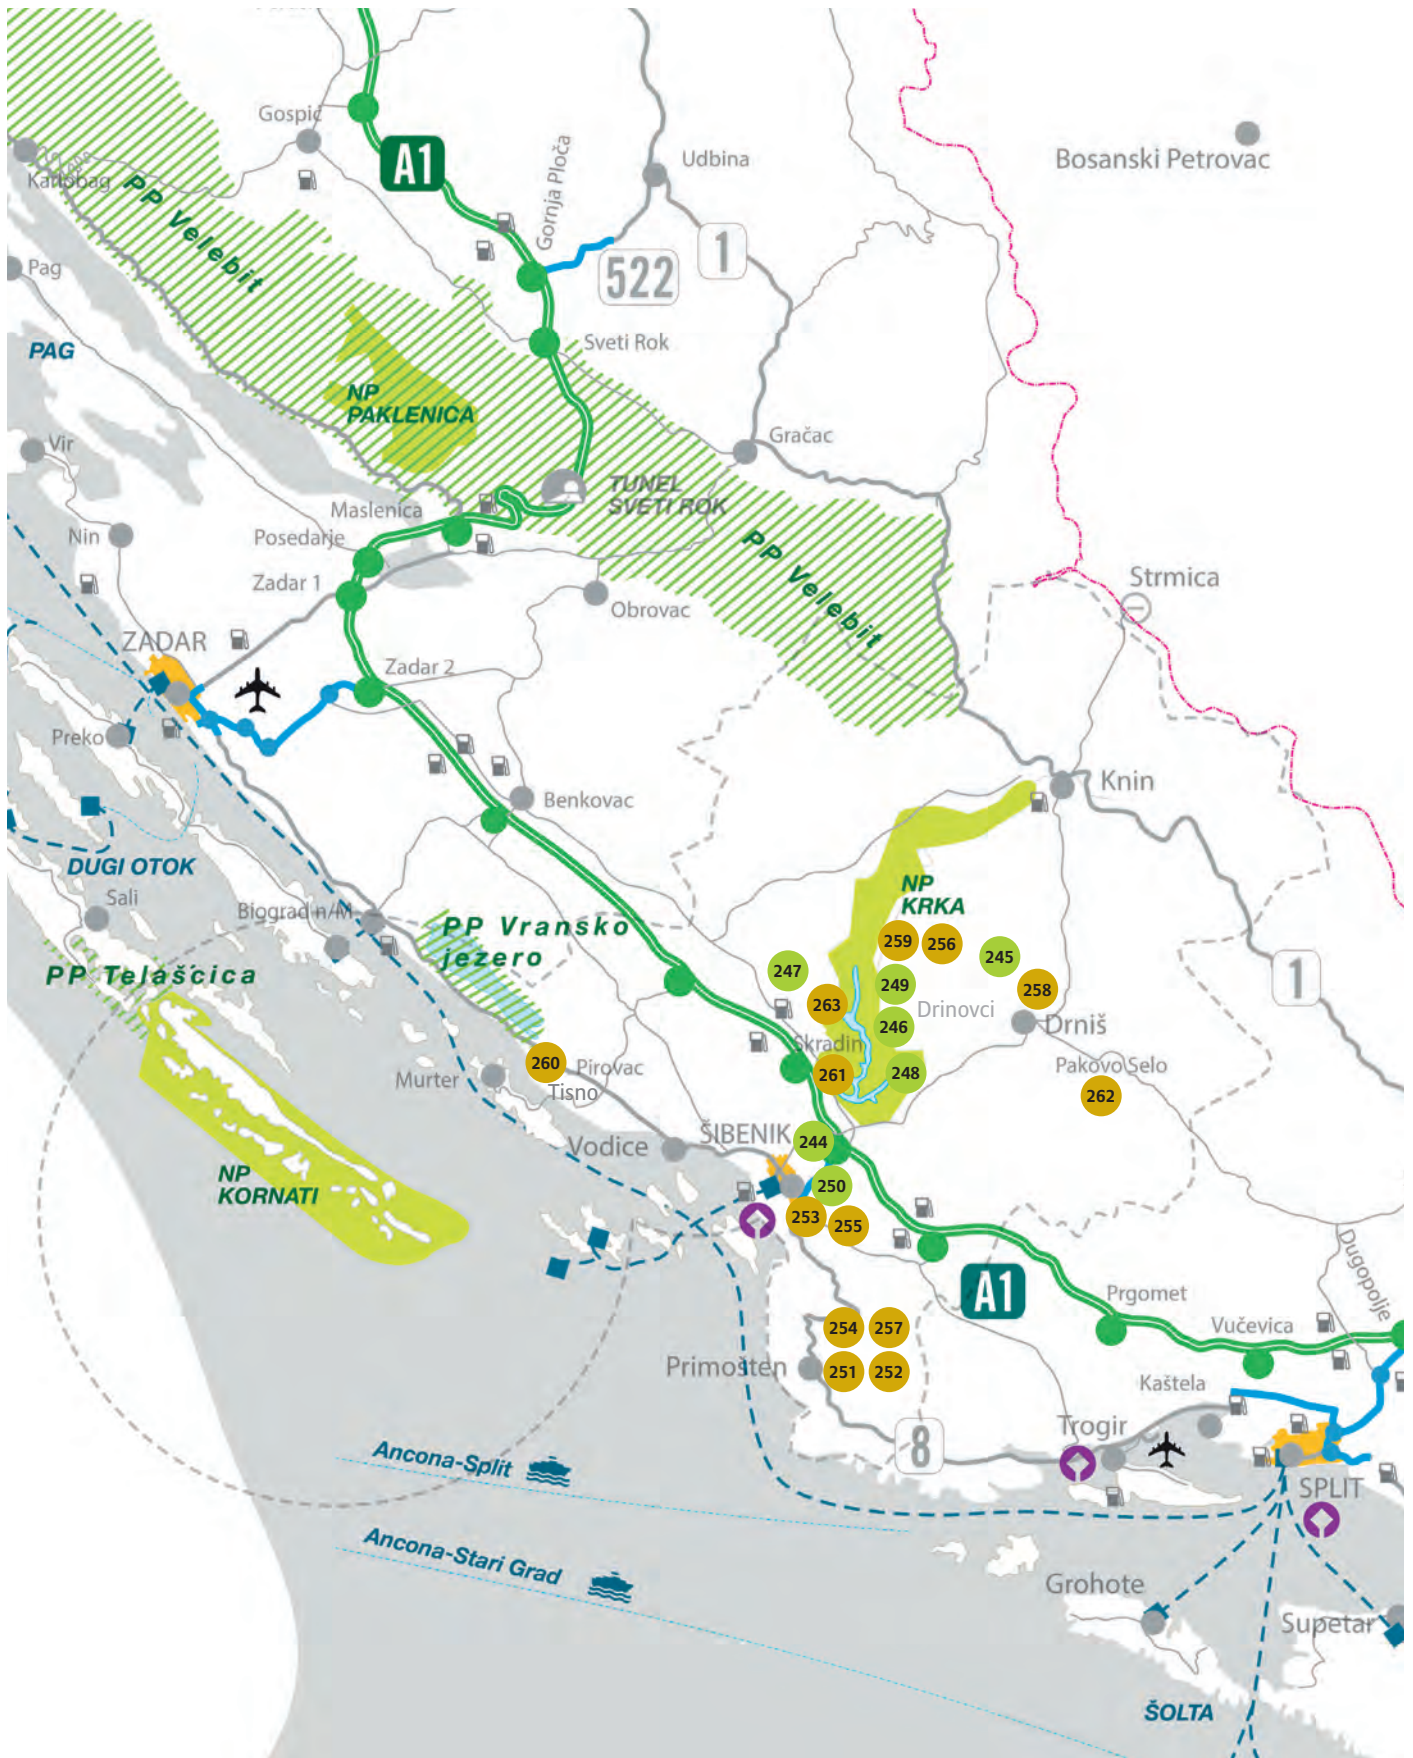 Gospić
A1
Gornja Ploča
Udbina
Bosanski Petrovac
Karlobag
PP Velebit
522
1
Pag
PAG
Sveti Rok
NP
PAKLENICA
Vir
Gračac
TUNEL
SVETI ROK
Maslenica
Nin
Posedarje
PP Velebit
Zadar 1
Strmica
Obrovac
ZADAR
Zadar 2
Preko
Knin
Benkovac
DUGI OTOK
NP
KRKA
Sali
Biograd n/M
PP Vransko
jezero
259
256
245
247
PP Telašcica
249
258
1
263
Drinovci
246
Drniš
Skradin
260
Pirovac
Murter
261
248
Pakovo Selo
Tisno
262
Vodice
ŠIBENIK
244
NP
KORNATI
250
253
255
Dugopolje
A1
Prgomet
254
257
Vučevica
Primosten
251
252
Kaštela
8
Trogir
Ancona-Split
SPLIT
Ancona-Stari Grad
Grohote
Supetar
ŠOLTA